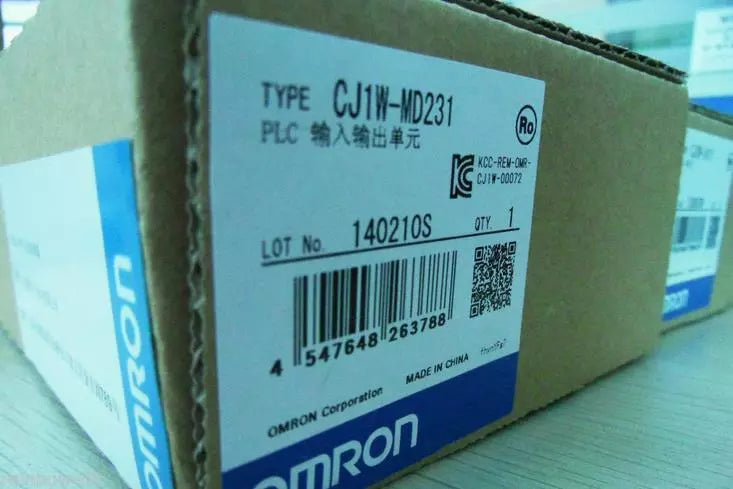 TYPE CJ1W-MD231
PLC 输入输出单元
Ro
KCC-REM-OMR-
CJ1W-00072
LOT No. 140210S QTY. 1
4 547648 263788
MADE IN CHINA
OMRON Corporation
OMRON
OMRON